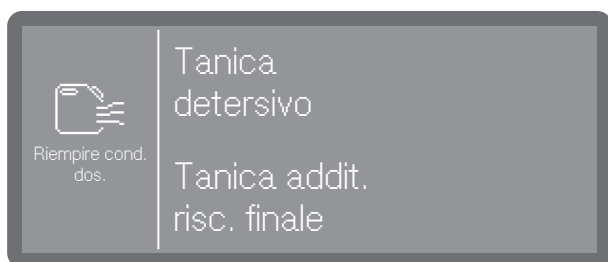 Riempire cond.
dos.
Tanica
detersivo
Tanica addit.
risc. finale